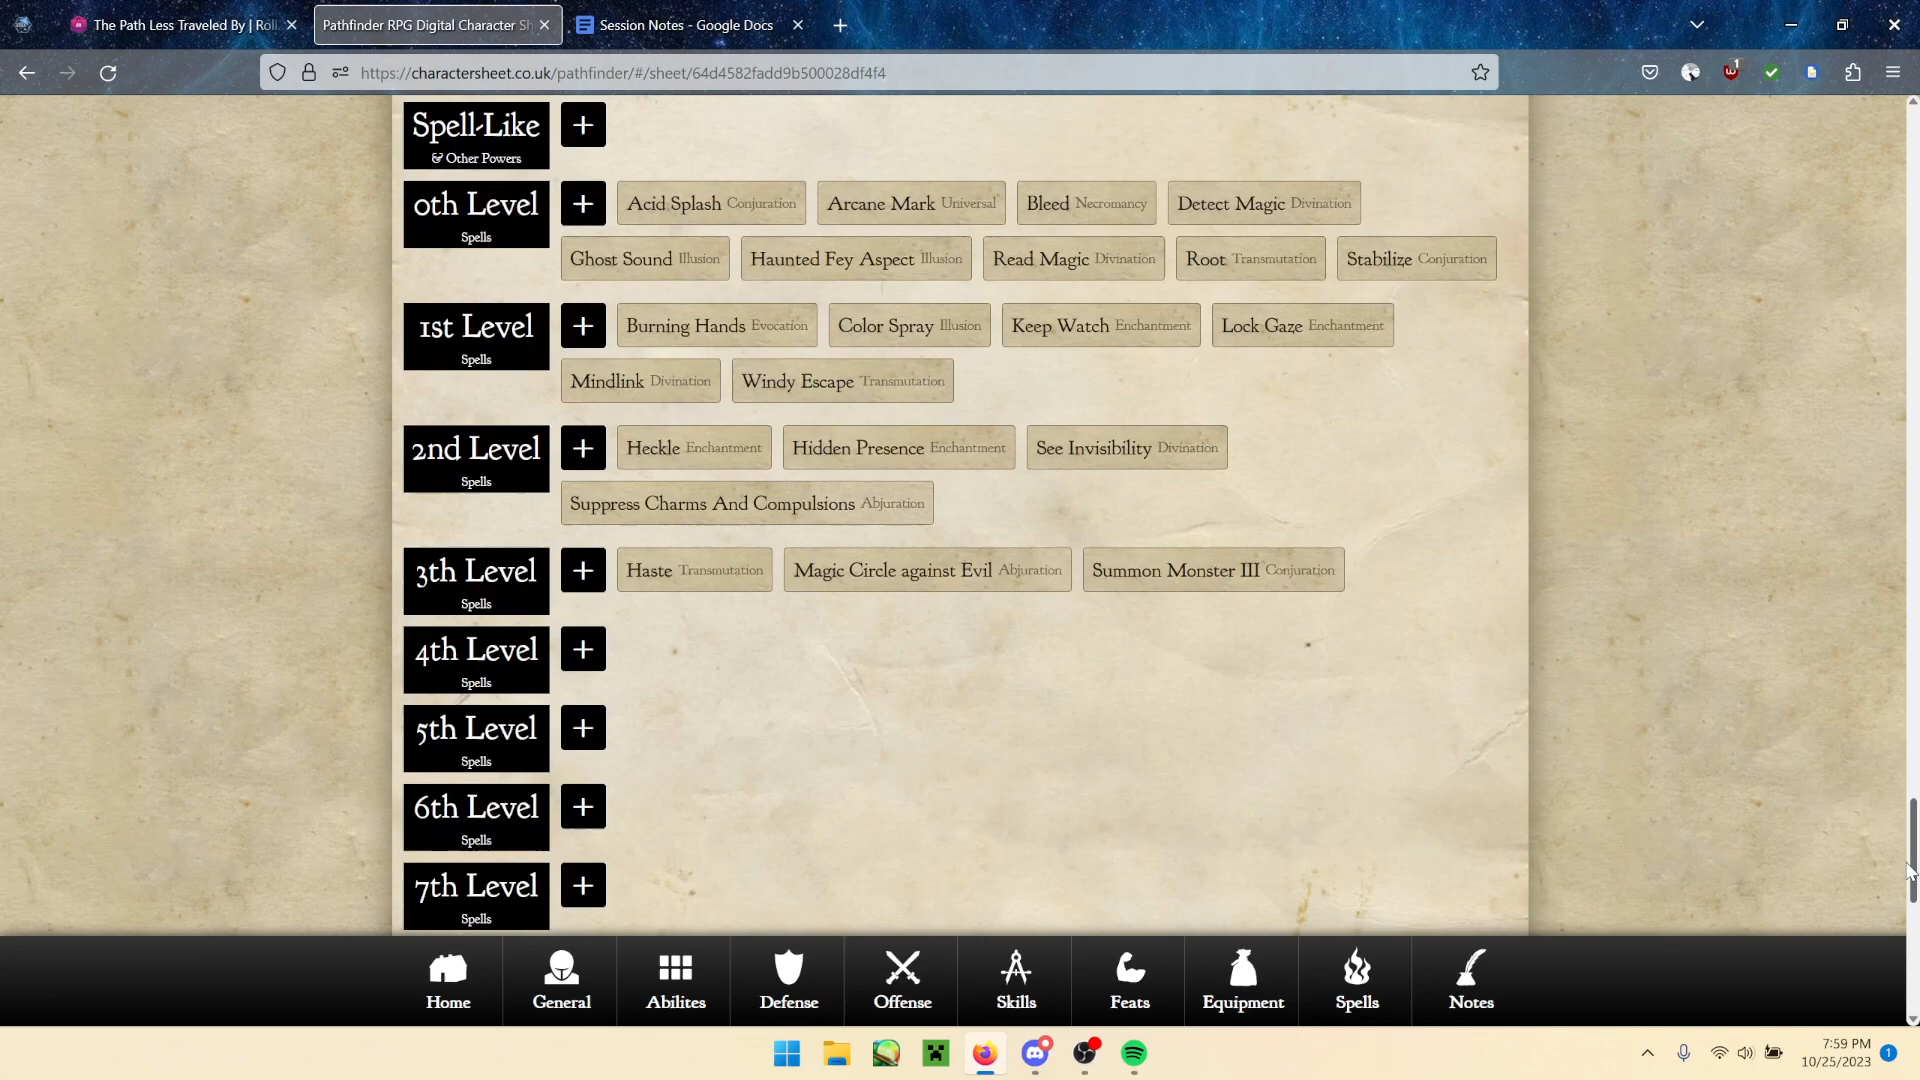 The Path Less Traveled By | Roll
Pathfinder RPG Digital Character Sh
Session Notes - Google Docs
https://charactersheet.co.uk/pathfinder/#/sheet/64d4582fadd9b500028df4f4
1
Spell-Like
& Other Powers
0th Level
Spells
Acid Splash Conjuration
Arcane Mark Universal
Bleed Necromancy
Detect Magic Divination
Ghost Sound Illusion
Haunted Fey Aspect Illusion
Read Magic Divination
Root Transmutation
Stabilize Conjuration
1st Level
Spells
Burning Hands Evocation
Color Spray Illusion
Keep Watch Enchantment
Lock Gaze Enchantment
Mindlink Divination
Windy Escape Transmutation
2nd Level
Spells
Heckle Enchantment
Hidden Presence Enchantment
See Invisibility Divination
Suppress Charms And Compulsions Abjuration
3th Level
Spells
Haste Transmutation
Magic Circle against Evil Abjuration
Summon Monster III Conjuration
4th Level
Spells
5th Level
Spells
6th Level
Spells
7th Level
Spells
Home
General
Abilites
Defense
Offense
Skills
Feats
Equipment
Spells
Notes
7:59 PM
10/25/2023
1